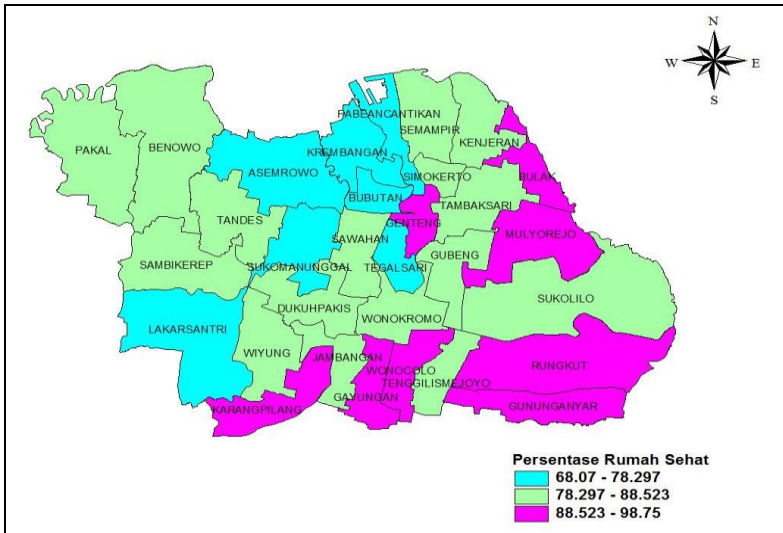 N
W E
S
PABEANCANTIKAN
SEMAMPIR
PAKAL
BENOWO
KREMBANGAN
KENJERAN
ASEMROWO
SIMOKERTO
BULAK
BUBUTAN
TAMBAKSARI
TANDES
GENTENG
MULYOREJO
SAWAHAN
GUBENG
SAMBIKEREP
SUKOMANUNGGAL
TEGALSARI
SUKOLILO
DUKUHPAKIS
WONOKROMO
LAKARSANTRI
WIYUNG
JAMBANGAN
WONOCOLO
RUNGKUT
TENGGILISMEJOYO
GAYUNGAN
KARANGPILANG
GUNUNGANYAR
Persentase Rumah Sehat
68.07 - 78.297
78.297 - 88.523
88.523 - 98.75